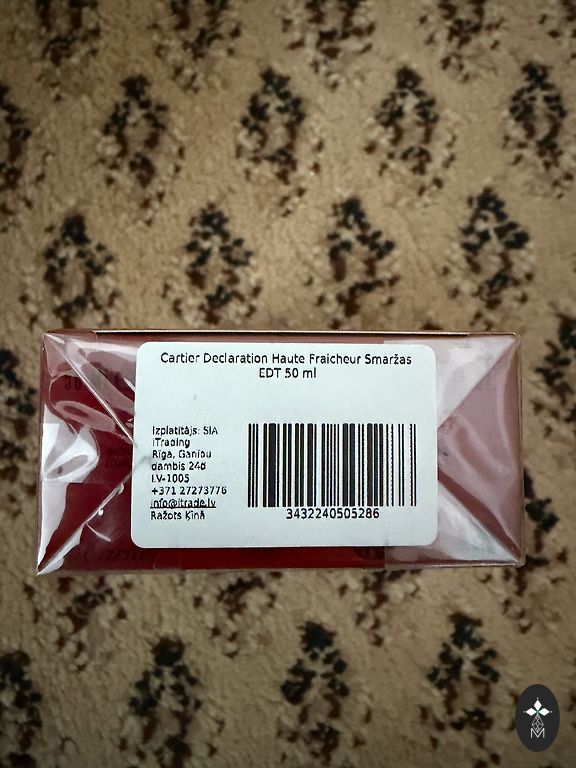 Cartier Declaration Haute Fraicheur Smaržas
EDT 50 ml
Izplatītājs: SIA
iTrading
Rīga, Ganību
dambis 24d
LV-1005
+371 27273776
info@itrade.lv
Ražots Ķīnā
3432240505286
M